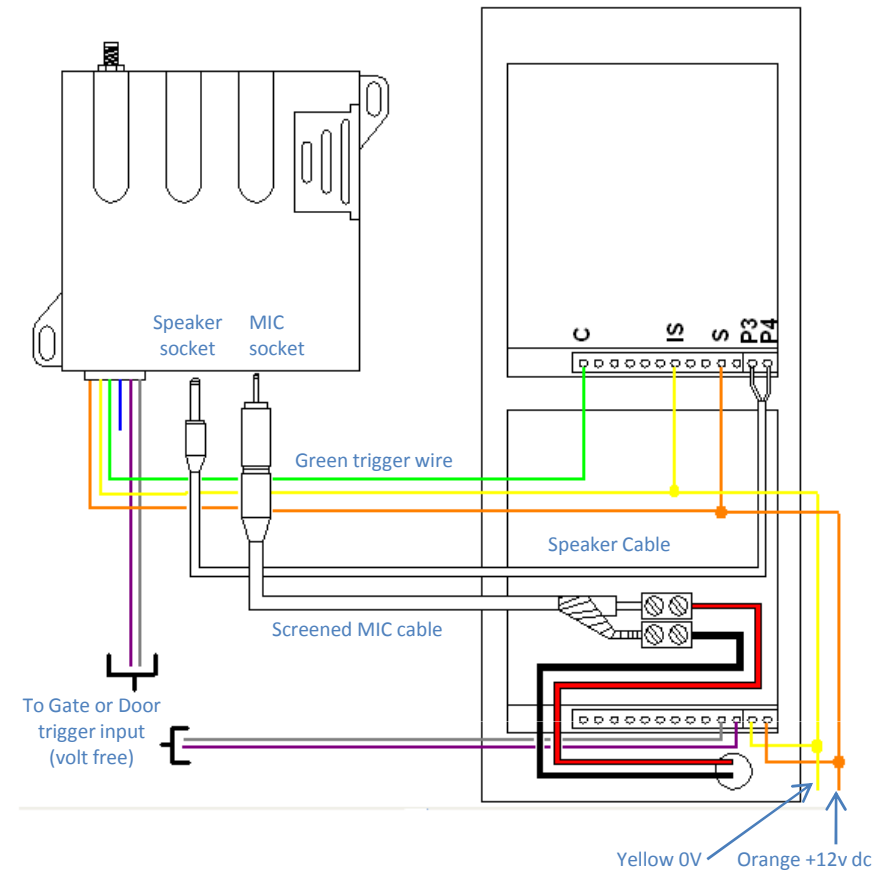 C
IS
S
P3
P4
Speaker
socket
MIC
socket
Green trigger wire
Speaker Cable
Screened MIC cable
To Gate or Door
trigger input
(volt free)
Yellow 0V
Orange +12v dc